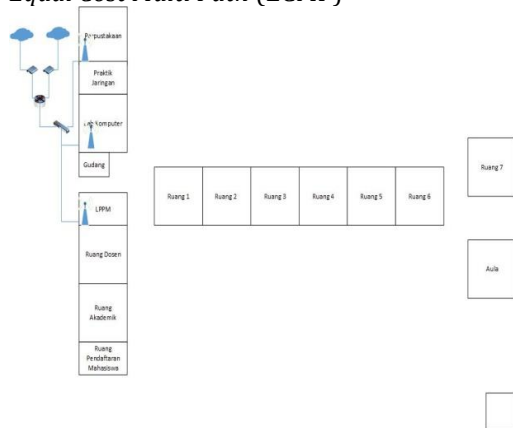 Equal Cost Multi Path (ECMP)
Perpustakaan
Praktik
Jaringan
Lab Komputer
Gudang
LPPM
Ruang Dosen
Ruang
Akademik
Ruang
Pendaftaran
Mahasiswa
Ruang 1
Ruang 2
Ruang 3
Ruang 4
Ruang 5
Ruang 6
Ruang 7
Aula